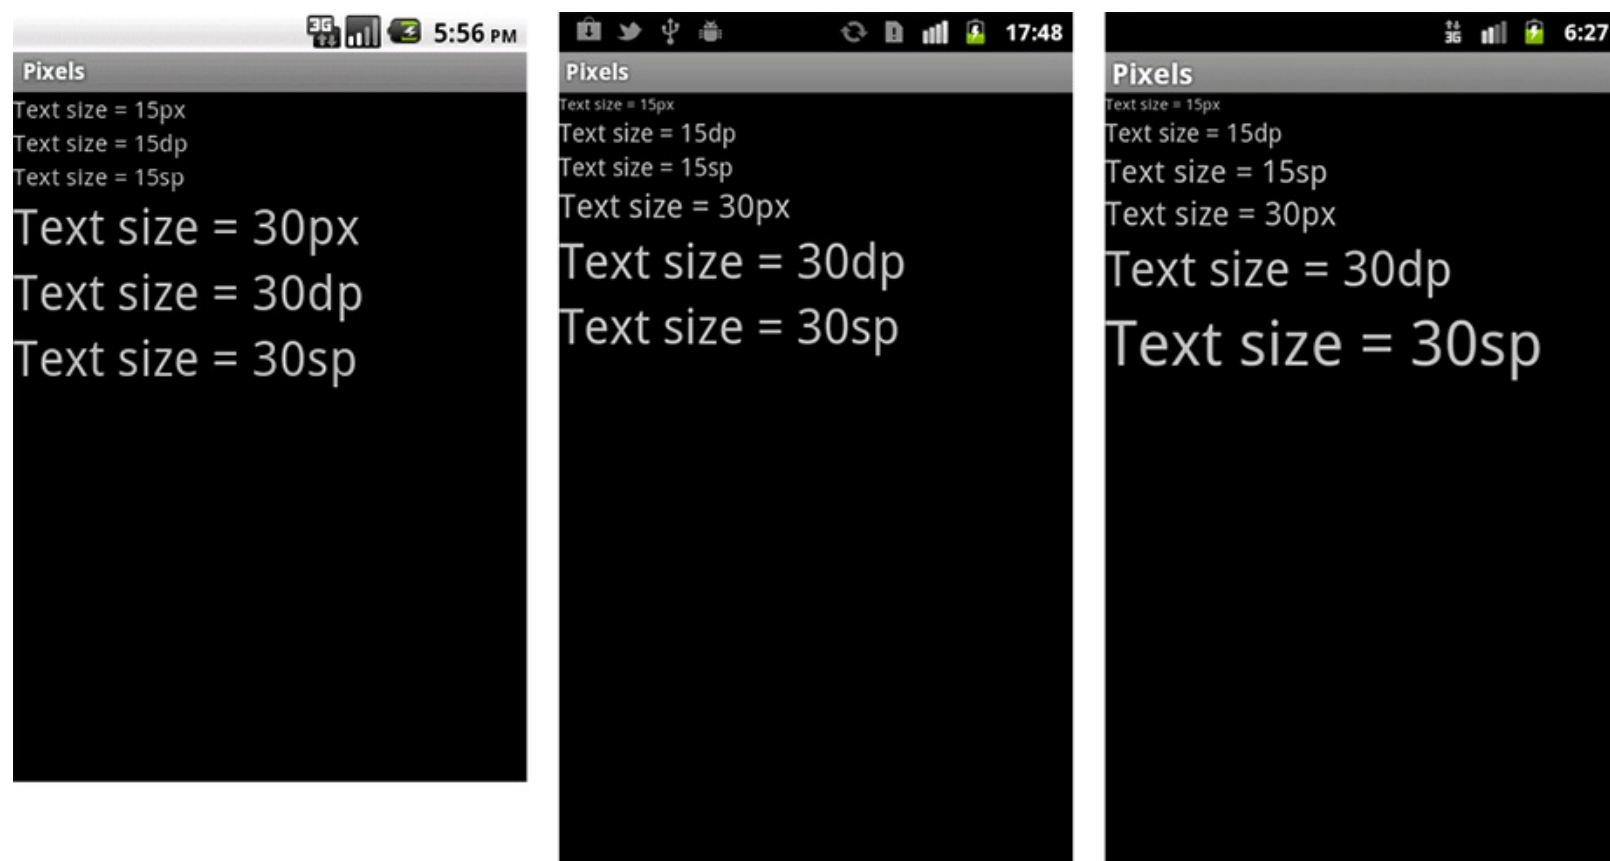 3G 5:56 PM
Pixels
Text size = 15px
Text size = 15dp
Text size = 15sp
Text size = 30px
Text size = 30dp
Text size = 30sp
17:48
Pixels
Text size = 15px
Text size = 15dp
Text size = 15sp
Text size = 30px
Text size = 30dp
Text size = 30sp
3G 6:27
Pixels
Text size = 15px
Text size = 15dp
Text size = 15sp
Text size = 30px
Text size = 30dp
Text size = 30sp